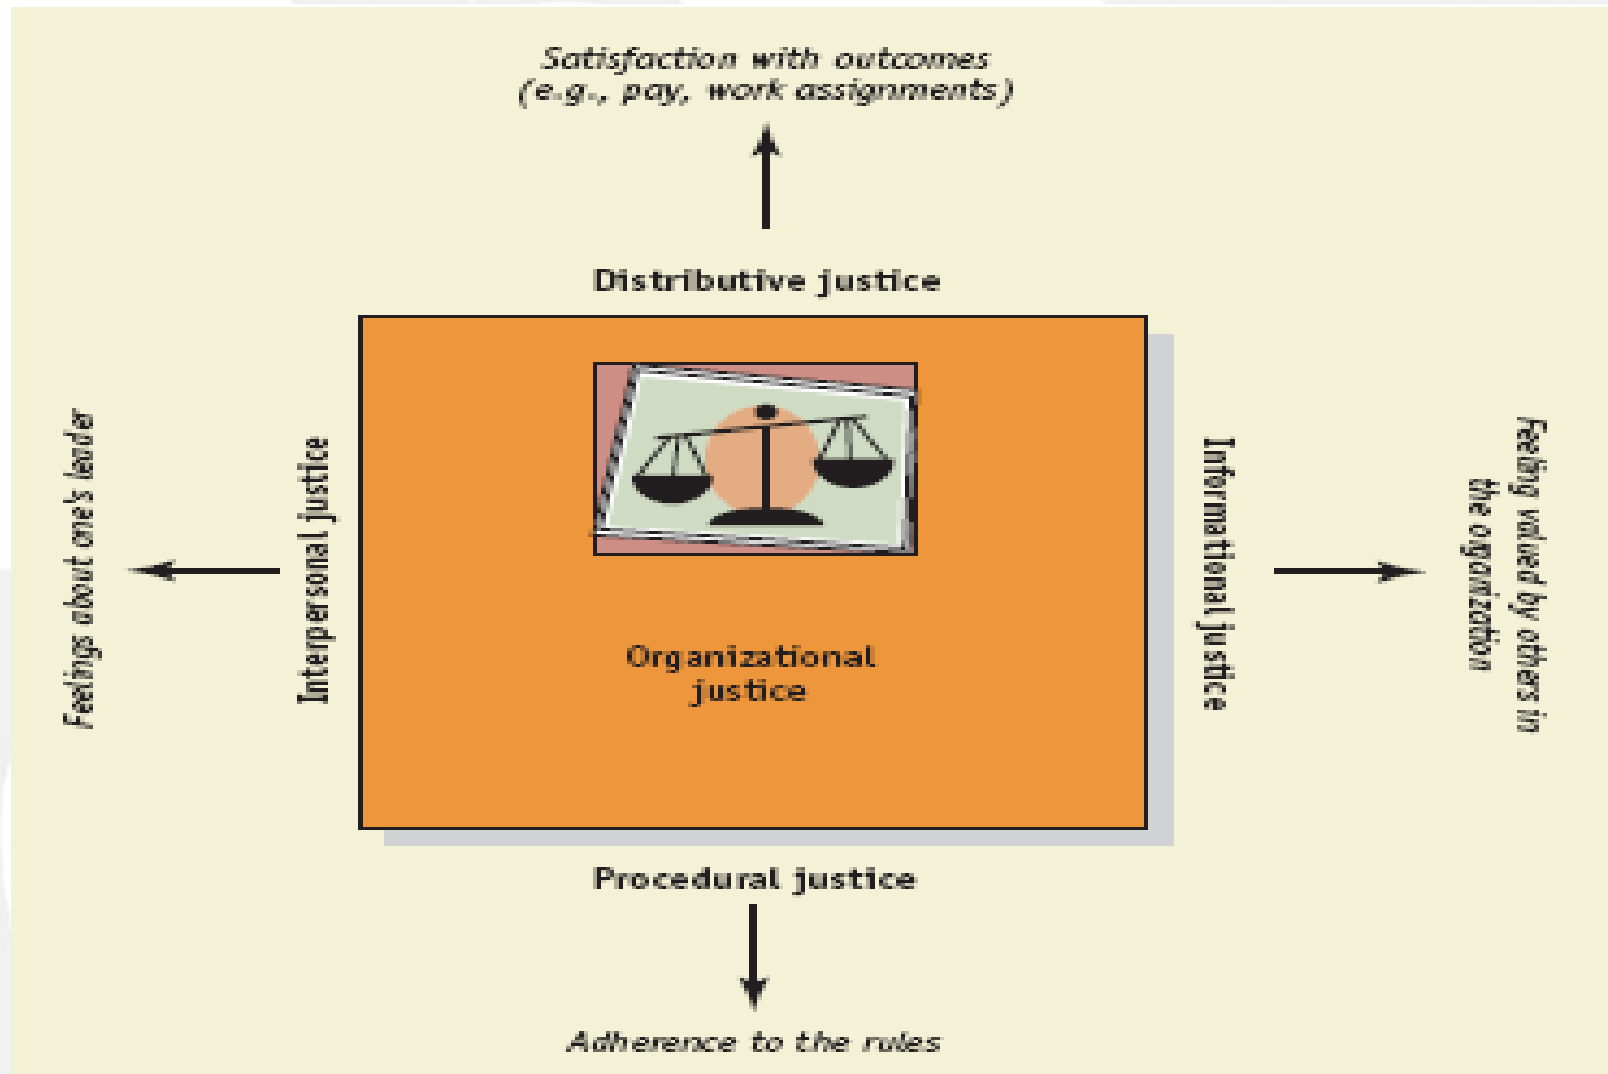 Satisfaction with outcomes
(e.g., pay, work assignments)
Distributive justice
Feelings about one's leader
Interpersonal justice
Organizational
justice
Informational justice
Feeling valued by others in
the organization
Procedural justice
Adherence to the rules